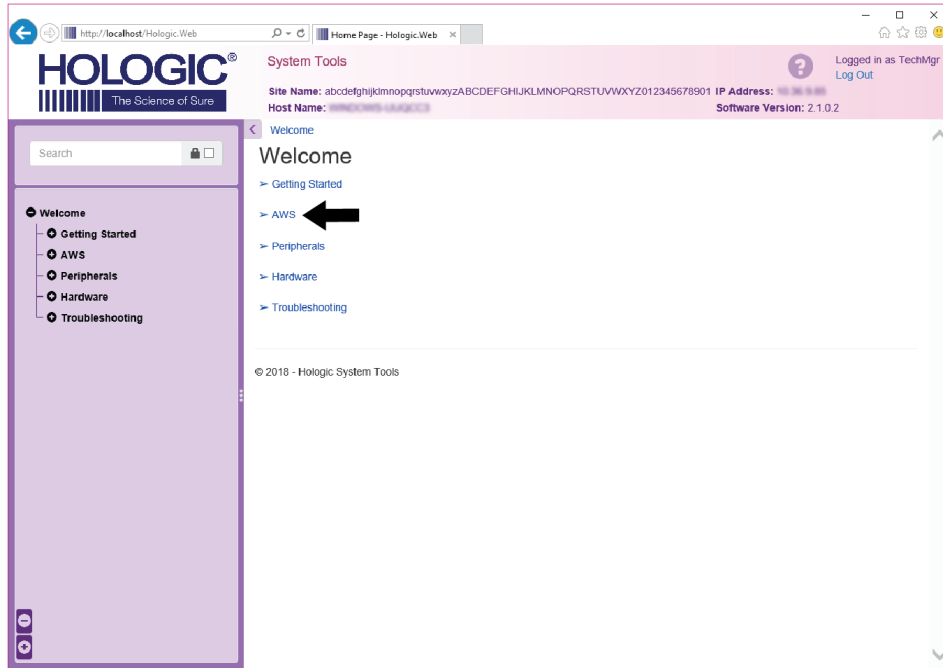 http://localhost/Hologic.Web
Home Page - Hologic.Web
HOLOGIC®
The Science of Sure
System Tools
Logged in as TechMgr
Log Out
Site Name: abcdefghijklmnopqrstuvwxyzABCDEFGHIJKLMNOPQRSTUVWXYZ012345678901 IP Address:
Host Name:
Software Version: 2.1.0.2
Search
Welcome
Getting Started
AWS
Peripherals
Hardware
Troubleshooting
Welcome
Welcome
➢ Getting Started
➢ AWS
➢ Peripherals
➢ Hardware
➢ Troubleshooting
© 2018 - Hologic System Tools